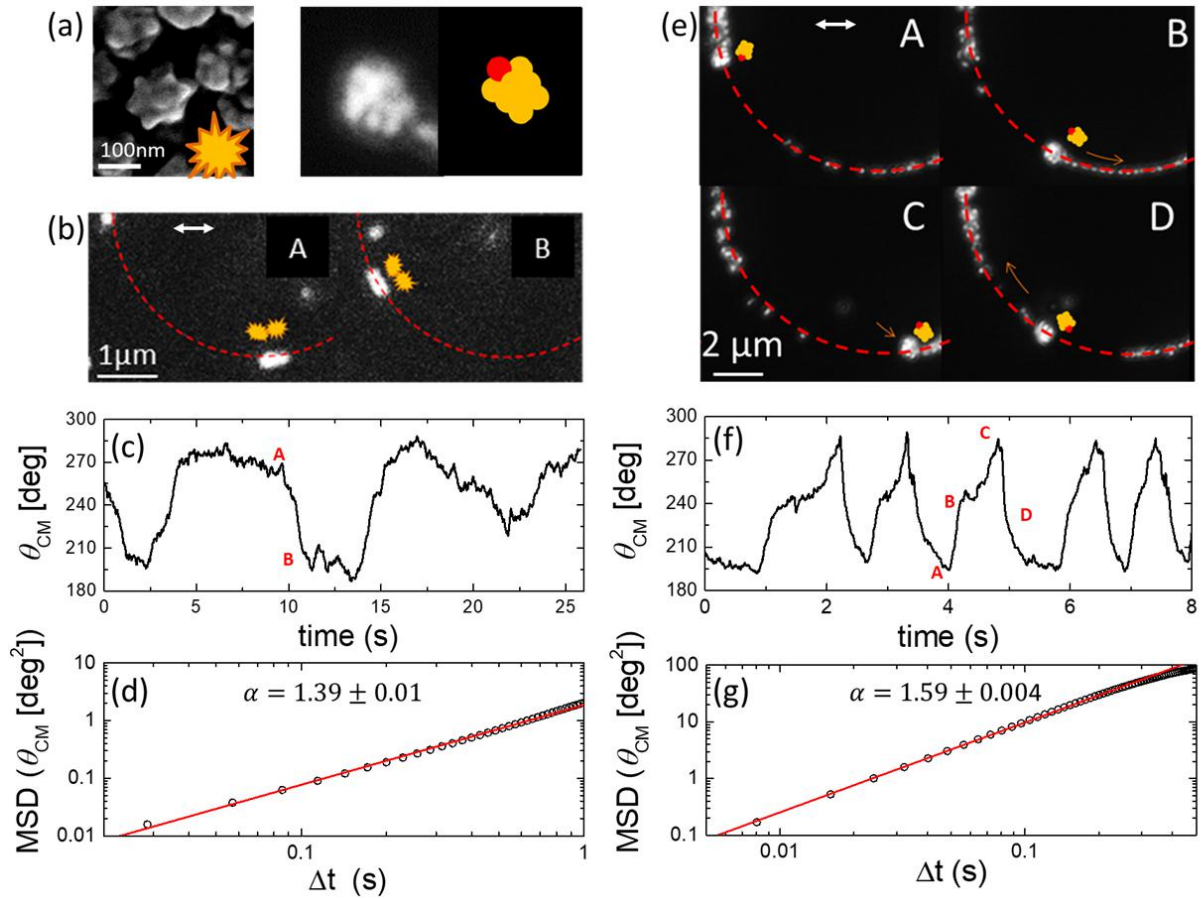 (a)
100nm
(b)
A
B
1μm
(c)
300
270
240
210
180
θCM [deg]
A
B
0
5
10
15
20
25
time (s)
(d)
α = 1.39 ± 0.01
10
1
0.1
0.01
MSD (θCM [deg²])
0.1
1
Δt (s)
(e)
A
B
C
D
2 μm
(f)
300
270
240
210
180
θCM [deg]
A
B
C
D
0
2
4
6
8
time (s)
(g)
α = 1.59 ± 0.004
100
10
1
0.1
MSD (θCM [deg²])
0.01
0.1
Δt (s)